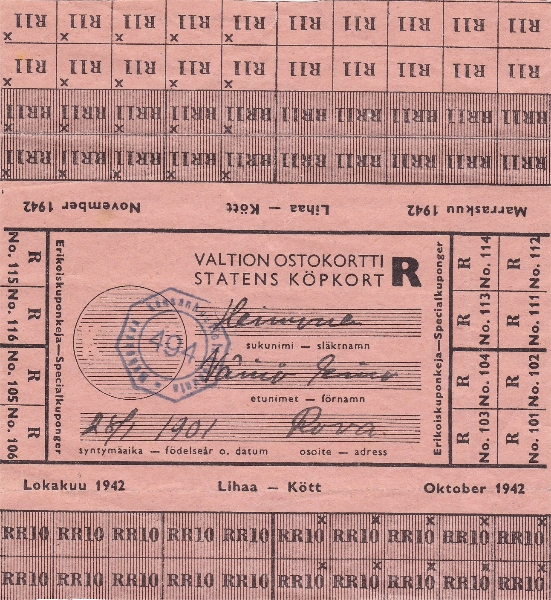 R11 R11 R11 R11 R11 R11 R11 R11 R11 R11
R11 R11 R11 R11 R11 R11 R11 R11 R11 R11
RR11 RR11 RR11 RR11 RR11 RR11 RR11 RR11 RR11 RR11
RR11 RR11 RR11 RR11 RR11 RR11 RR11 RR11 RR11 RR11
November 1942 Lihaa — Kött Marraskuu 1942
VALTION OSTOKORTTI R
STATENS KÖPKORT
sukunimi — släktnamn
Väinö
etunimet — förnamn
1901 Rova.
syntymäaika — födelseår o. datum osoite — adress
494
Erikoiskuponkeja—Specialkuponger
Erikoiskuponkeja—Specialkuponger
R No. 115
R No. 116
R No. 105
R No. 106
R No. 114
R No. 113
R No. 104
R No. 103
R No. 112
R No. 111
R No. 102
R No. 101
Lokakuu 1942 Lihaa — Kött Oktober 1942
RR10 RR10 RR10 RR10 RR10 RR10 RR10 RR10 RR10 RR10
RR10 RR10 RR10 RR10 RR10 RR10 RR10 RR10 RR10 RR10